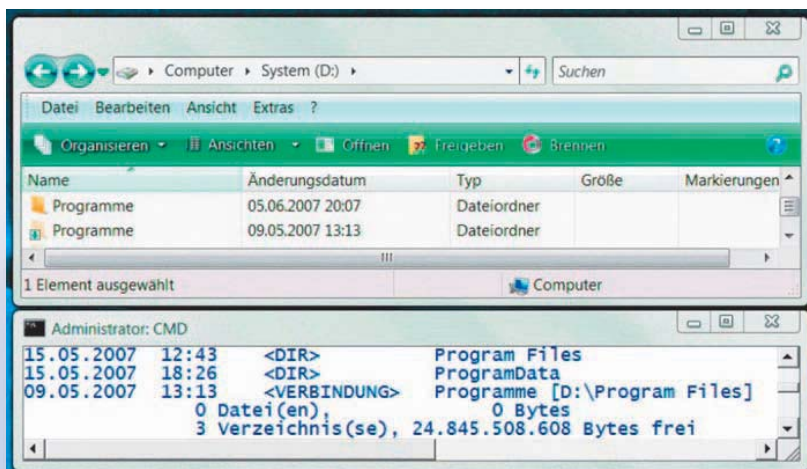 Computer System (D:) Suchen
Datei Bearbeiten Ansicht Extras ?
Organisieren Ansichten Öffnen Freigeben Brennen
Name Änderungsdatum Typ Größe Markierungen
Programme 05.06.2007 20:07 Dateiordner
Programme 09.05.2007 13:13 Dateiordner
1 Element ausgewählt Computer
Administrator: CMD
15.05.2007 12:43 <DIR> Program Files
15.05.2007 18:26 <DIR> ProgramData
09.05.2007 13:13 <VERBINDUNG> Programme [D:\Program Files]
0 Datei(en), 0 Bytes
3 Verzeichnis(se), 24.845.508.608 Bytes frei